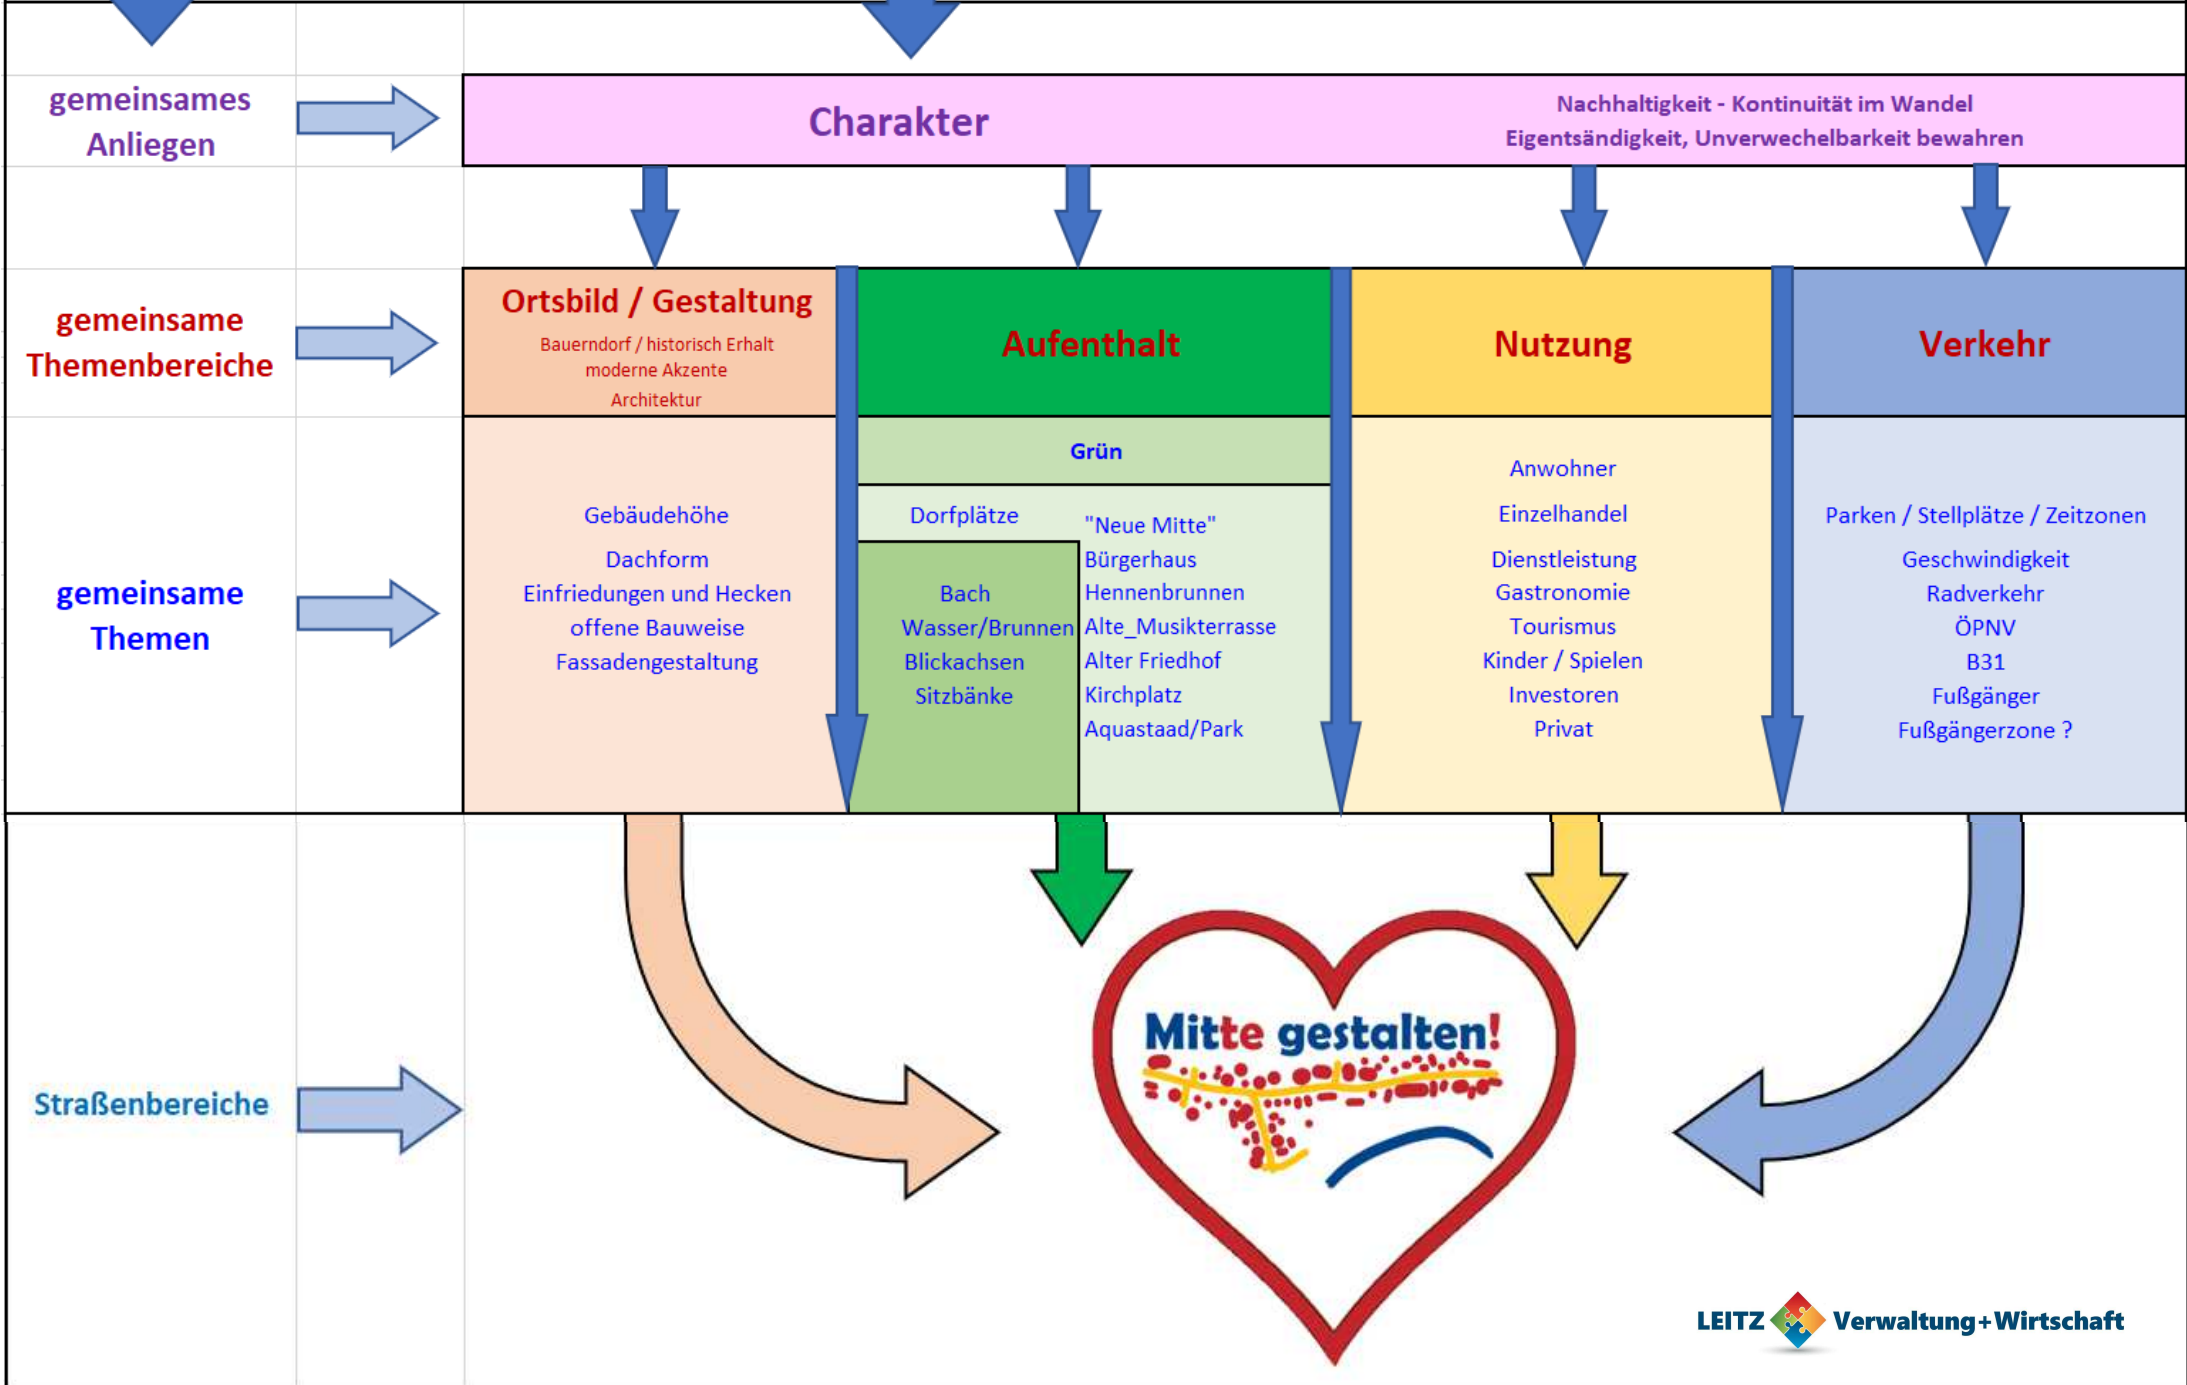 gemeinsames
Anliegen
Charakter
Nachhaltigkeit - Kontinuität im Wandel
Eigentsändigkeit, Unverwechelbarkeit bewahren
gemeinsame
Themenbereiche
Ortsbild / Gestaltung
Bauerndorf / historisch Erhalt
moderne Akzente
Architektur
Aufenthalt
Nutzung
Verkehr
gemeinsame
Themen
Gebäudehöhe
Dachform
Einfriedungen und Hecken
offene Bauweise
Fassadengestaltung
Grün
Dorfplätze
Bach
Wasser/Brunnen
Blickachsen
Sitzbänke
"Neue Mitte"
Bürgerhaus
Hennenbrunnen
Alte_Musikterrasse
Alter Friedhof
Kirchplatz
Aquastaad/Park
Anwohner
Einzelhandel
Dienstleistung
Gastronomie
Tourismus
Kinder / Spielen
Investoren
Privat
Parken / Stellplätze / Zeitzonen
Geschwindigkeit
Radverkehr
ÖPNV
B31
Fußgänger
Fußgängerzone ?
Straßenbereiche
Mitte gestalten!
LEITZ Verwaltung+Wirtschaft